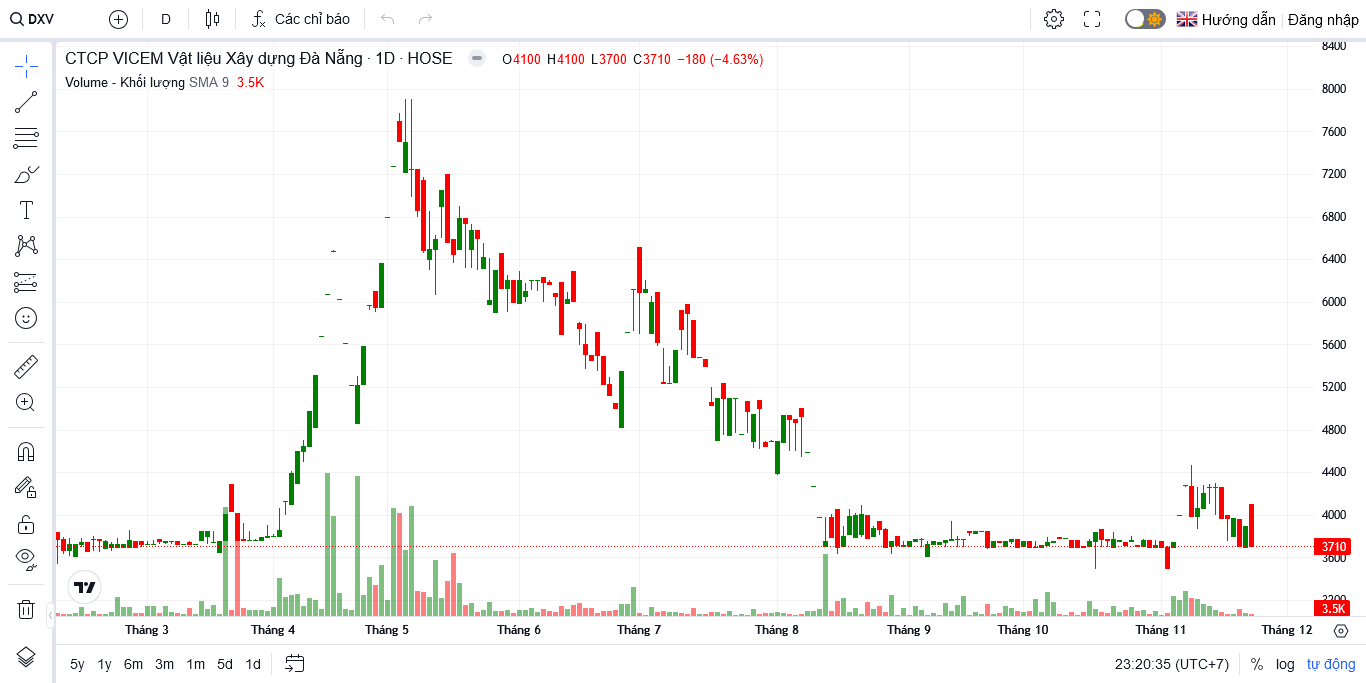 DXV D Các chỉ báo Hướng dẫn Đăng nhập
CTCP VICEM Vật liệu Xây dựng Đà Nẵng · 1D · HOSE O4100 H4100 L3700 C3710 −180 (−4.63%)
Volume - Khối lượng SMA 9 3.5K
8400
8000
7600
7200
6800
6400
6000
5600
5200
4800
4400
4000
3710
3600
3200
3.5K
Tháng 3 Tháng 4 Tháng 5 Tháng 6 Tháng 7 Tháng 8 Tháng 9 Tháng 10 Tháng 11 Tháng 12
5y 1y 6m 3m 1m 5d 1d 23:20:35 (UTC+7) % log tự động